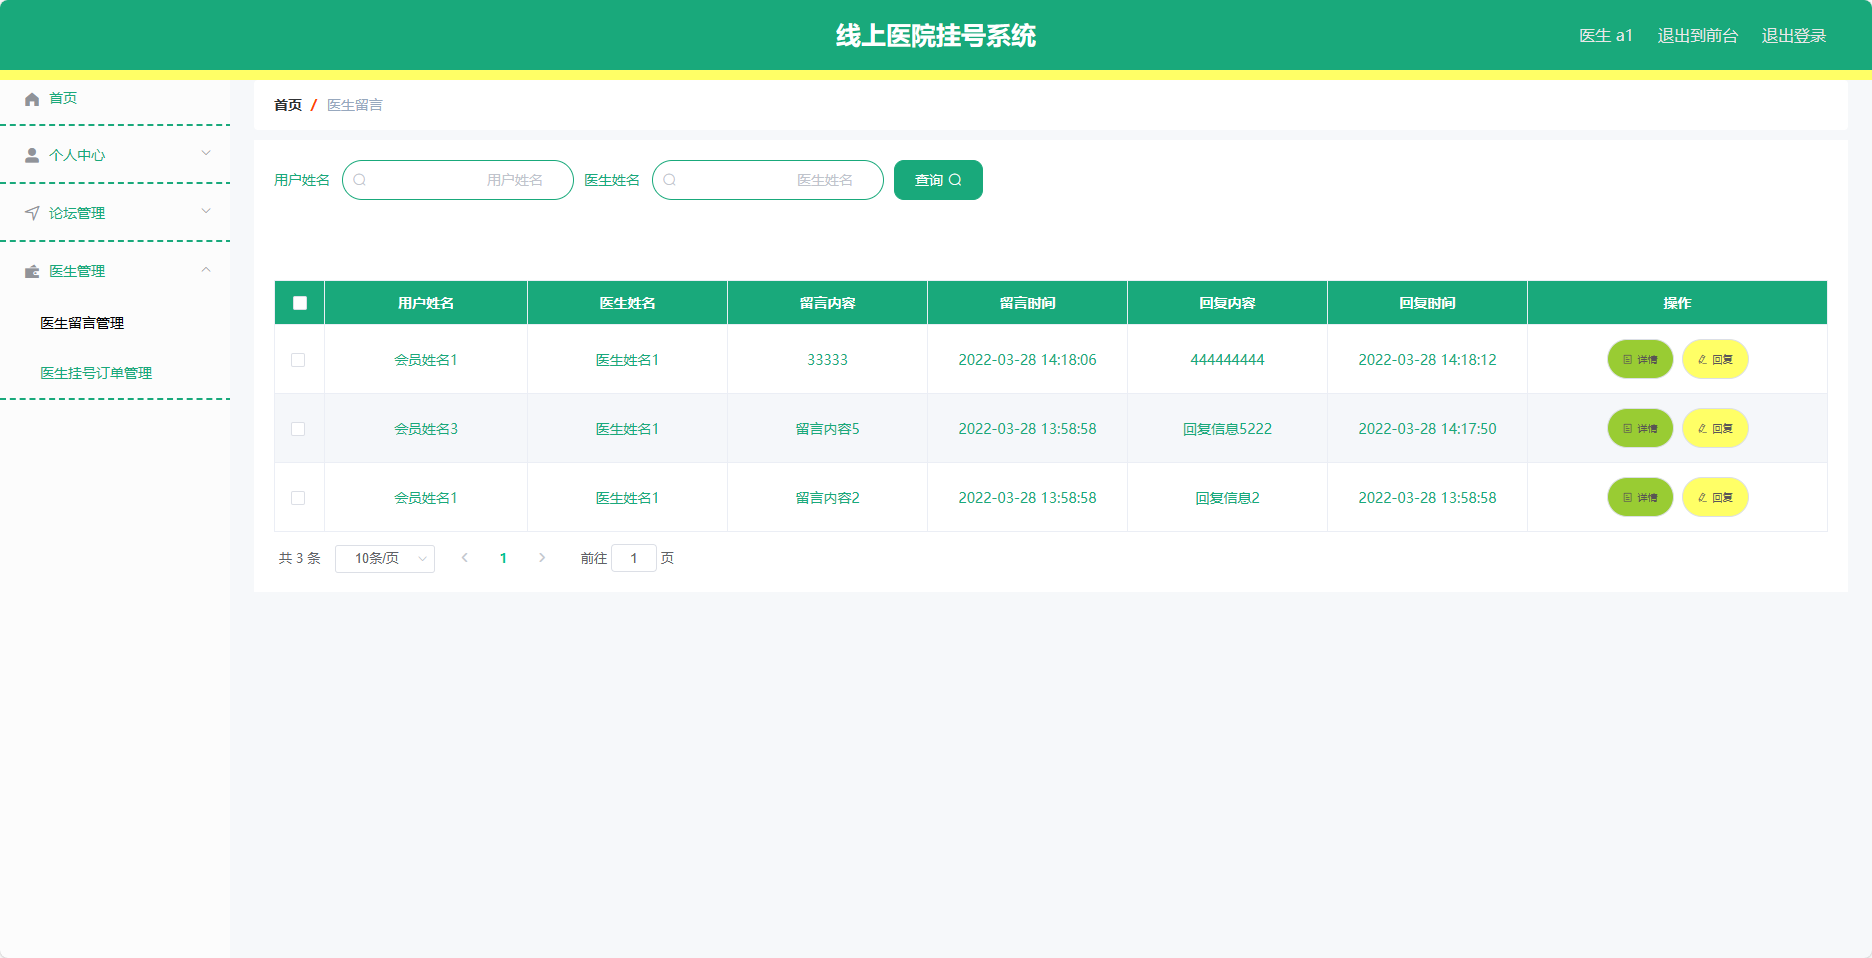 线上医院挂号系统
医生 a1 退出到前台 退出登录
首页
个人中心
论坛管理
医生管理
医生留言管理
医生挂号订单管理
首页 / 医生留言
用户姓名 用户姓名 医生姓名 医生姓名 查询
用户姓名 医生姓名 留言内容 留言时间 回复内容 回复时间 操作
会员姓名1 医生姓名1 33333 2022-03-28 14:18:06 444444444 2022-03-28 14:18:12 详情 回复
会员姓名3 医生姓名1 留言内容5 2022-03-28 13:58:58 回复信息5222 2022-03-28 14:17:50 详情 回复
会员姓名1 医生姓名1 留言内容2 2022-03-28 13:58:58 回复信息2 2022-03-28 13:58:58 详情 回复
共 3 条 10条/页 1 前往 1 页